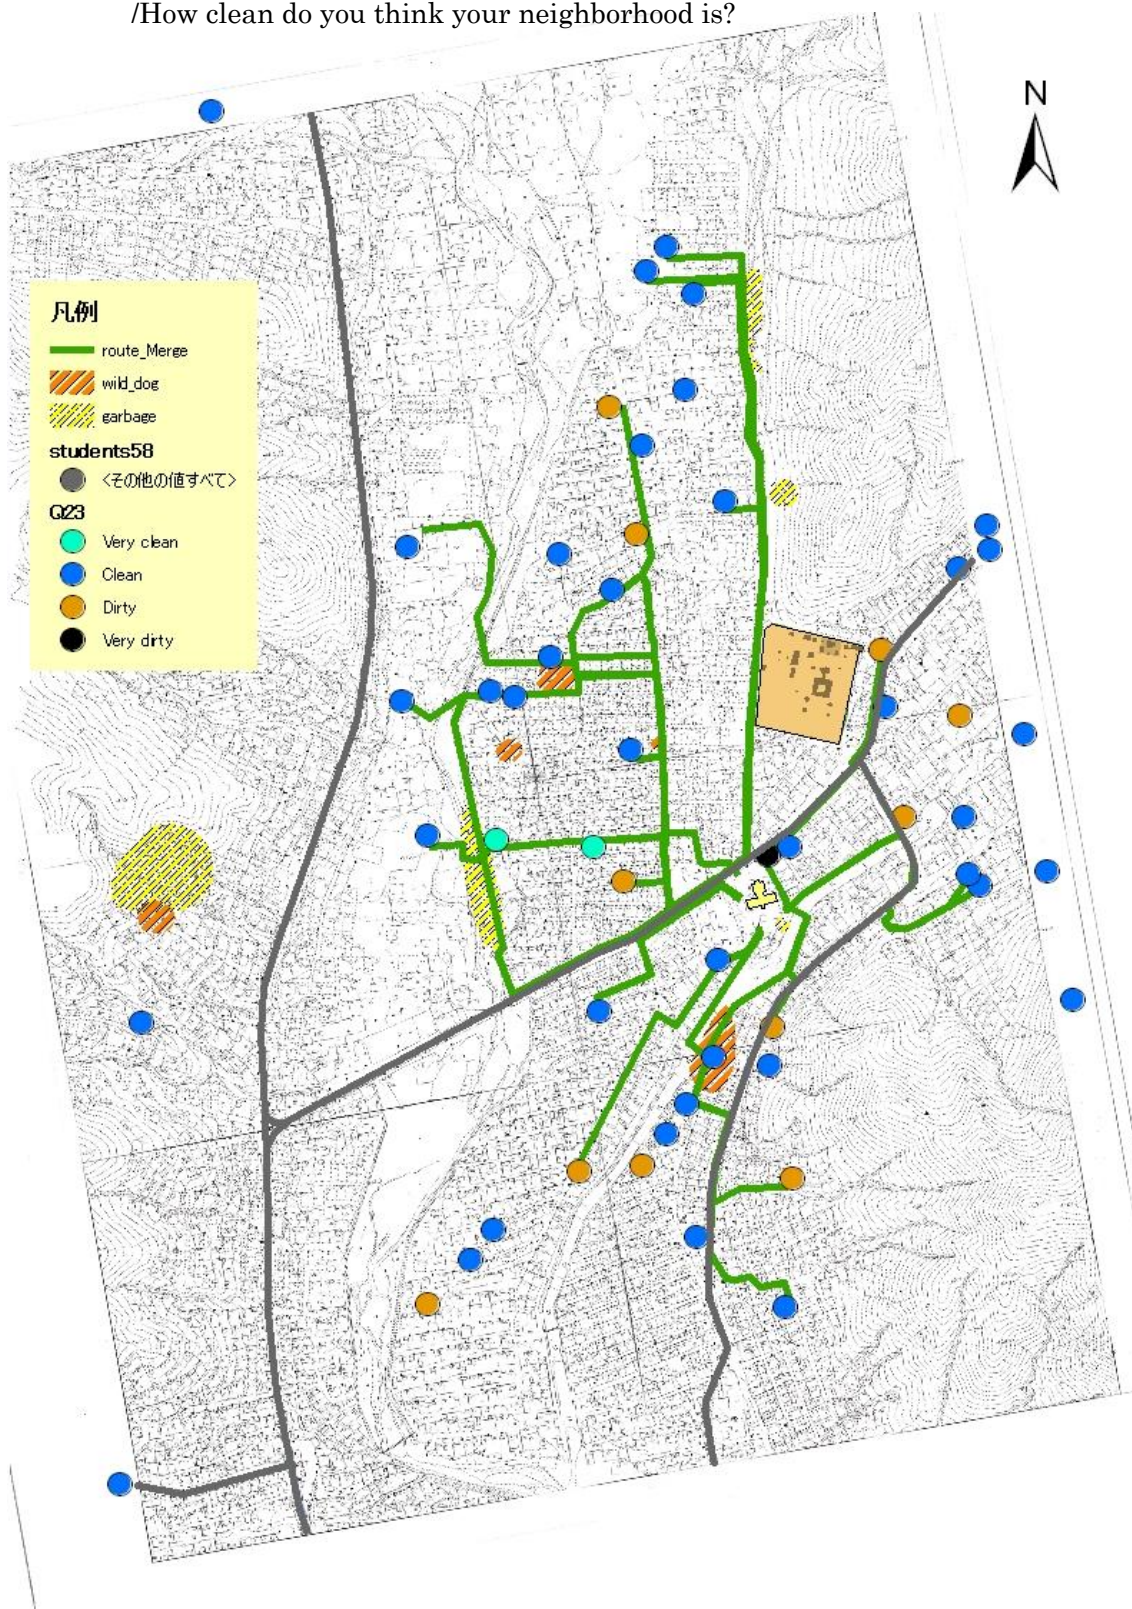 /How clean do you think your neighborhood is?
N
凡例
route_Merge
wild_dog
garbage
students58
<その他の値すべて>
Q23
Very clean
Clean
Dirty
Very dirty